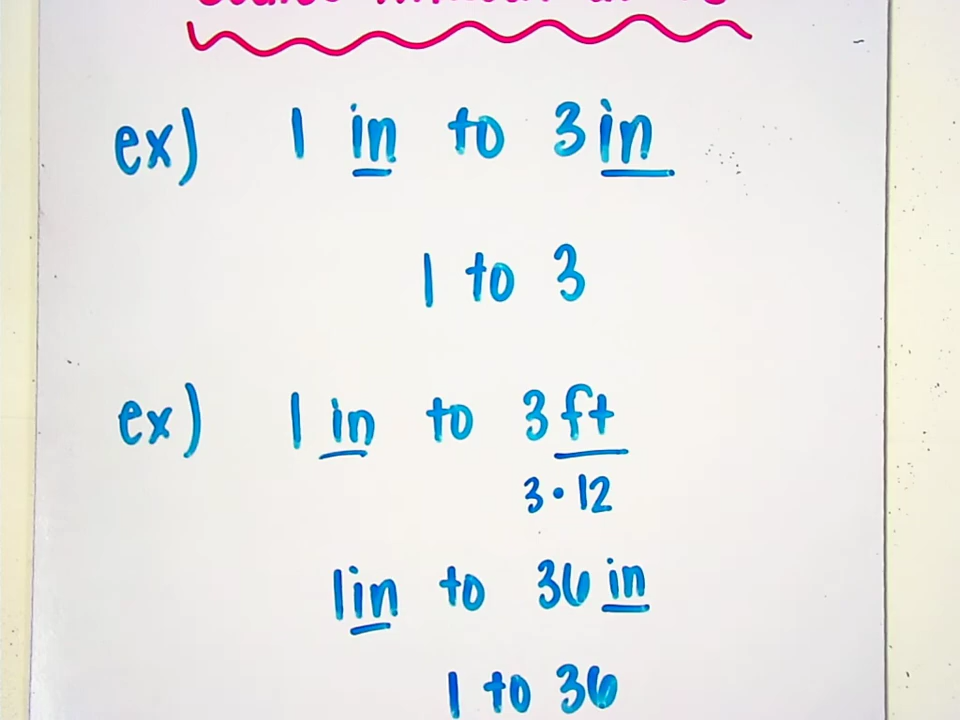 ex) 1 in to 3 in
1 to 3
ex) 1 in to 3 ft
3 • 12
1 in to 36 in
1 to 36